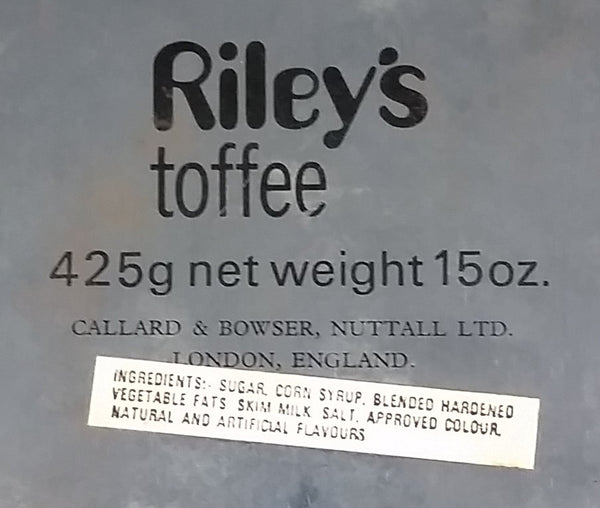 Riley's
toffee
425g net weight 15oz.
CALLARD & BOWSER, NUTTALL LTD.
LONDON, ENGLAND.
INGREDIENTS:- SUGAR, CORN SYRUP, BLENDED HARDENED
VEGETABLE FATS, SKIM MILK, SALT, APPROVED COLOUR,
NATURAL AND ARTIFICIAL FLAVOURS